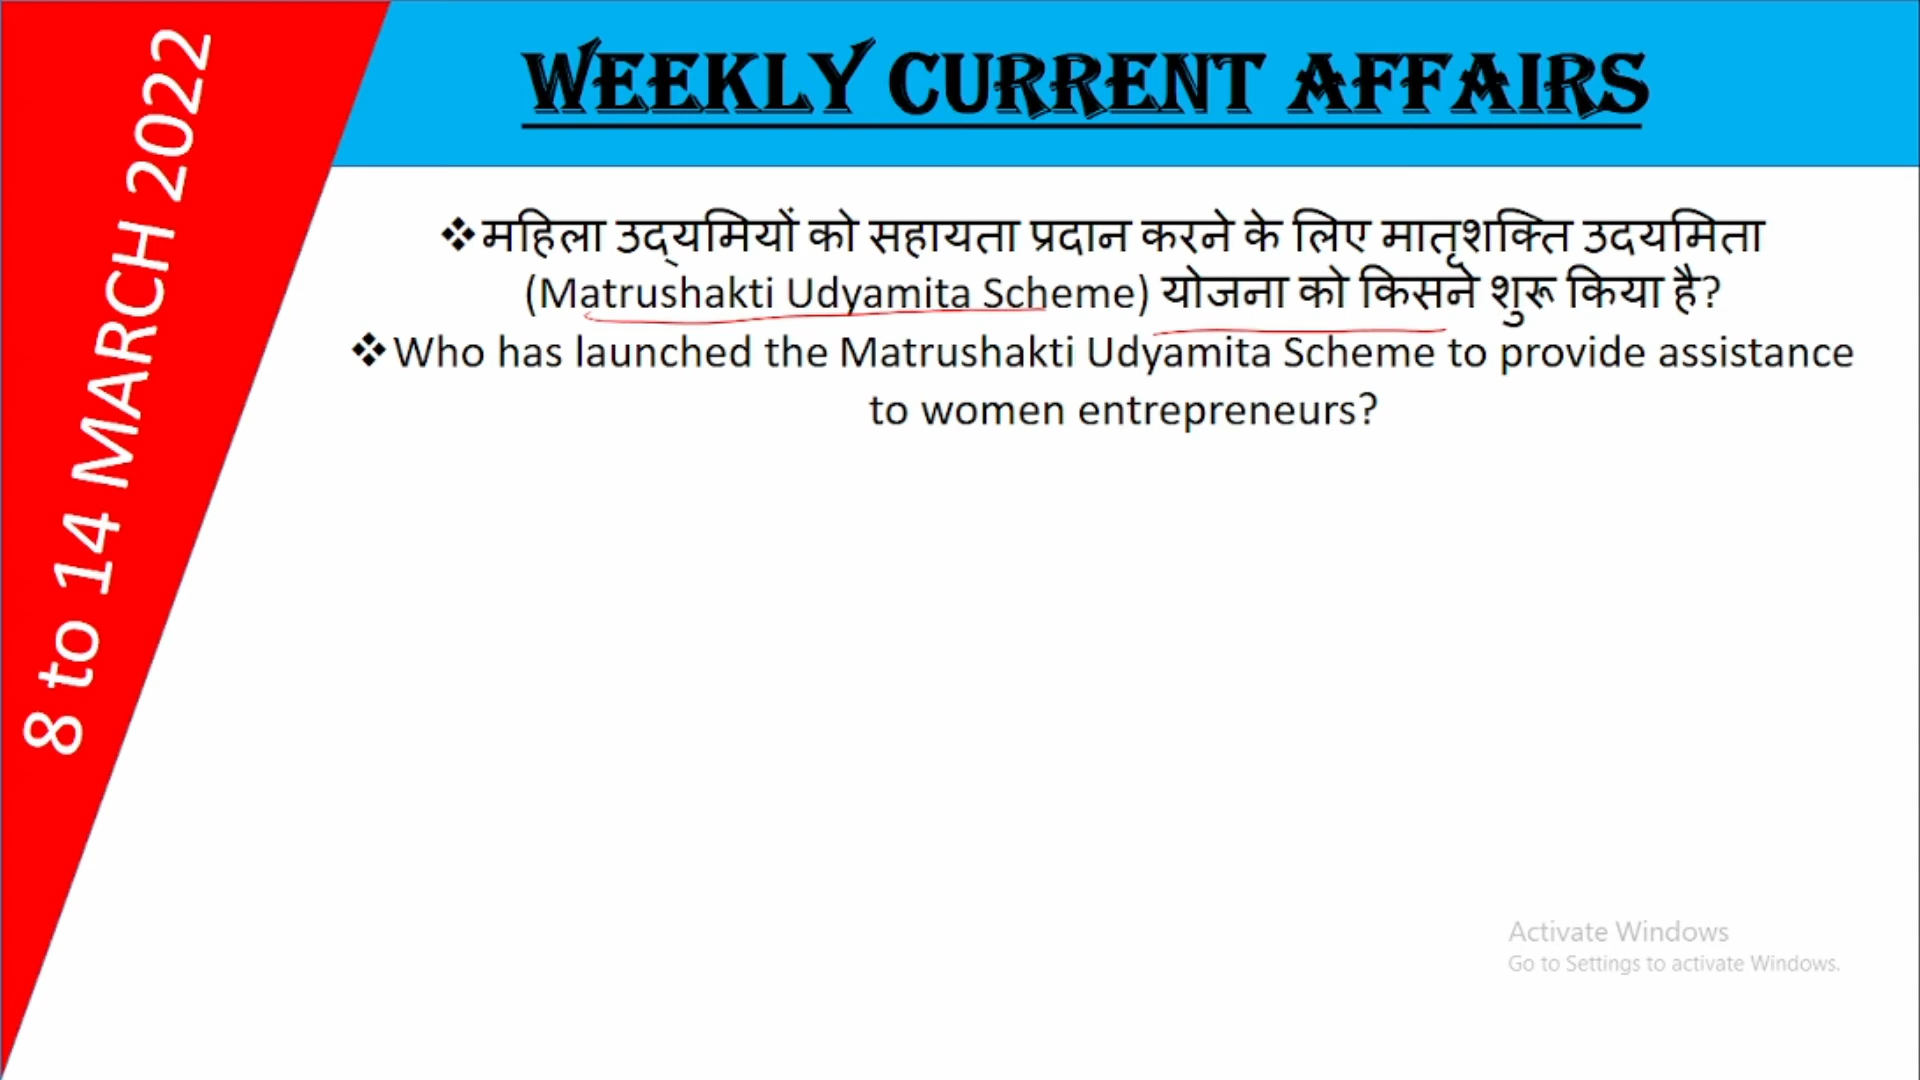 WEEKLY CURRENT AFFAIRS
8 to 14 MARCH 2022
❖महिला उद्यमियों को सहायता प्रदान करने के लिए मातृशक्ति उदयमिता
(Matrushakti Udyamita Scheme) योजना को किसने शुरू किया है?
❖Who has launched the Matrushakti Udyamita Scheme to provide assistance
to women entrepreneurs?
Activate Windows
Go to Settings to activate Windows.